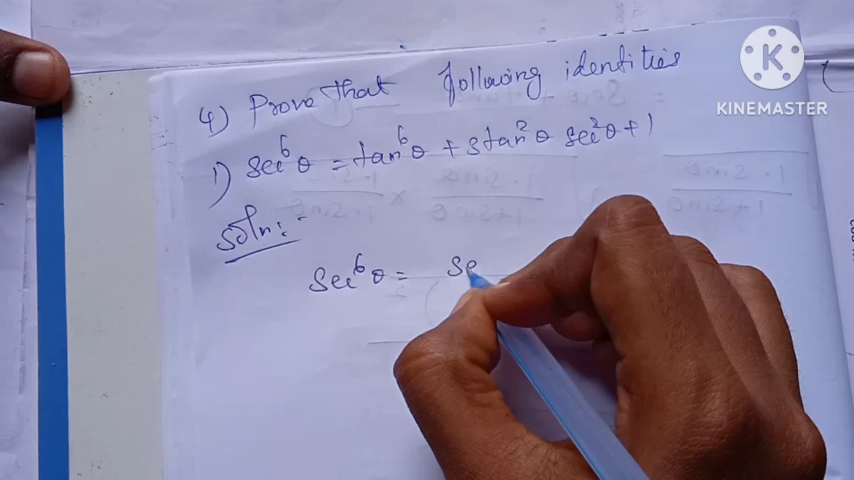 4) Prove that following identities
1) sec⁶θ = tan⁶θ + 3tan²θ sec²θ + 1
Soln:-
sec⁶θ = se
KINEMASTER